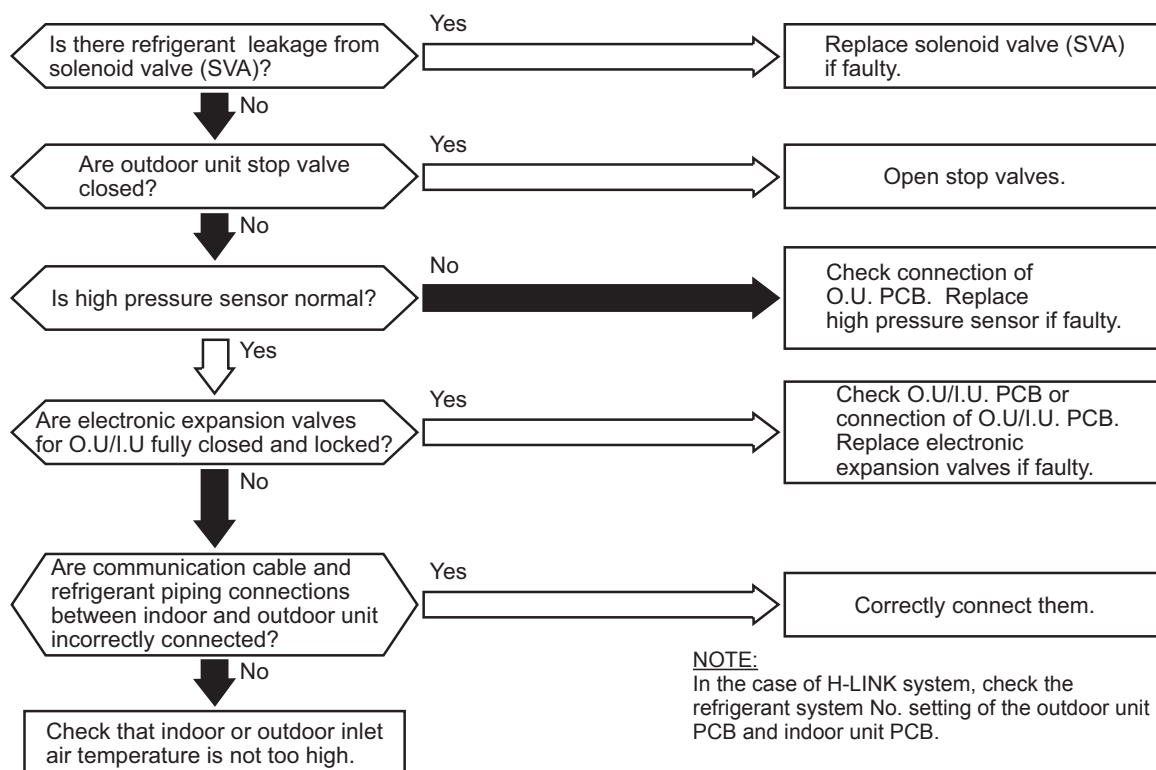 Is there refrigerant leakage from
solenoid valve (SVA)?
Yes
Replace solenoid valve (SVA)
if faulty.
No
Are outdoor unit stop valve
closed?
Yes
Open stop valves.
No
Is high pressure sensor normal?
No
Check connection of
O.U. PCB. Replace
high pressure sensor if faulty.
Yes
Are electronic expansion valves
for O.U/I.U fully closed and locked?
Yes
Check O.U/I.U. PCB or
connection of O.U/I.U. PCB.
Replace electronic
expansion valves if faulty.
No
Are communication cable and
refrigerant piping connections
between indoor and outdoor unit
incorrectly connected?
Yes
Correctly connect them.
No
Check that indoor or outdoor inlet
air temperature is not too high.
NOTE:
In the case of H-LINK system, check the
refrigerant system No. setting of the outdoor unit
PCB and indoor unit PCB.